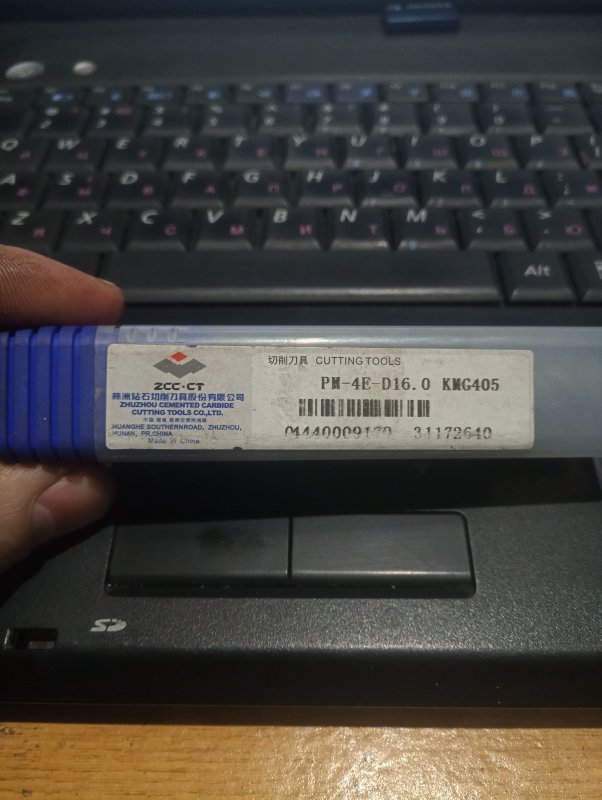 Q W E R T Y U I O P
A S D F G H J K L
Z X C V B N M < >
Alt
切削刀具 CUTTING TOOLS
ZCC·CT
PM-4E-D16.0 KMG405
株洲钻石切削刀具股份有限公司
ZHUZHOU CEMENTED CARBIDE
CUTTING TOOLS CO.,LTD.
HUANGHE SOUTHERNROAD, ZHUZHOU,
HUNAN, PR.CHINA
Made in China
31172640
SD